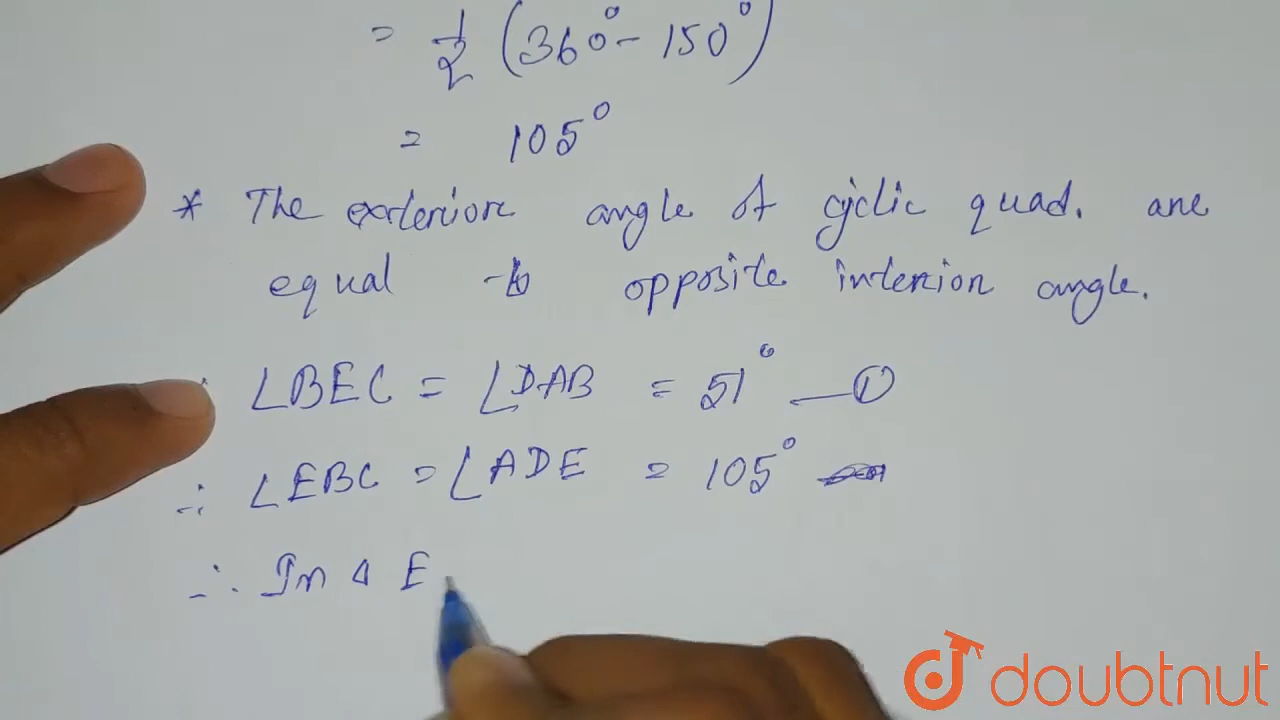 = 1/2 (360° - 150°)
= 105°
* The exterior angle of cyclic quad. are
equal to opposite interior angle.
∠BEC = ∠DAB = 51° —①
∴ ∠EBC = ∠ADE = 105°
∴ In Δ E
doubtnut